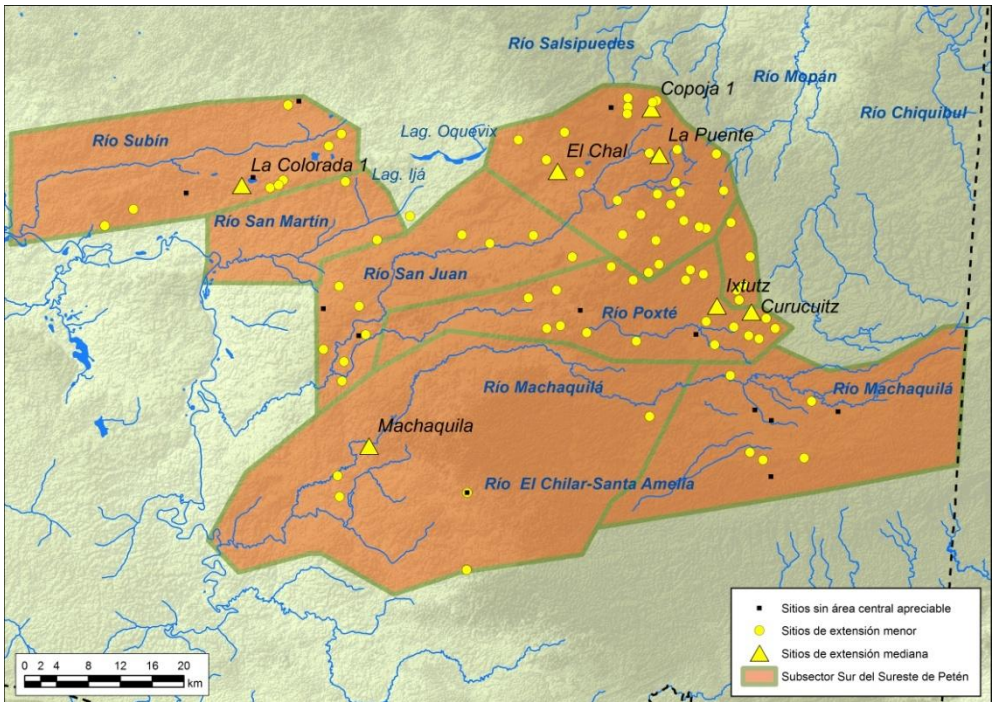 Río Salsipuedes
Río Mopán
Copoja 1
Río Chiquibul
Río Subín
Lag. Oquevix
La Puente
El Chal
La Colorada 1
Lag. Ijá
Río San Martín
Río San Juan
Ixtutz
Río Poxté
Curucuitz
Río Machaquilá
Río Machaquilá
Machaquila
Río El Chilar-Santa Amelia
Sitios sin área central apreciable
Sitios de extensión menor
Sitios de extensión mediana
Subsector Sur del Sureste de Petén
0 2 4 8 12 16 20
km